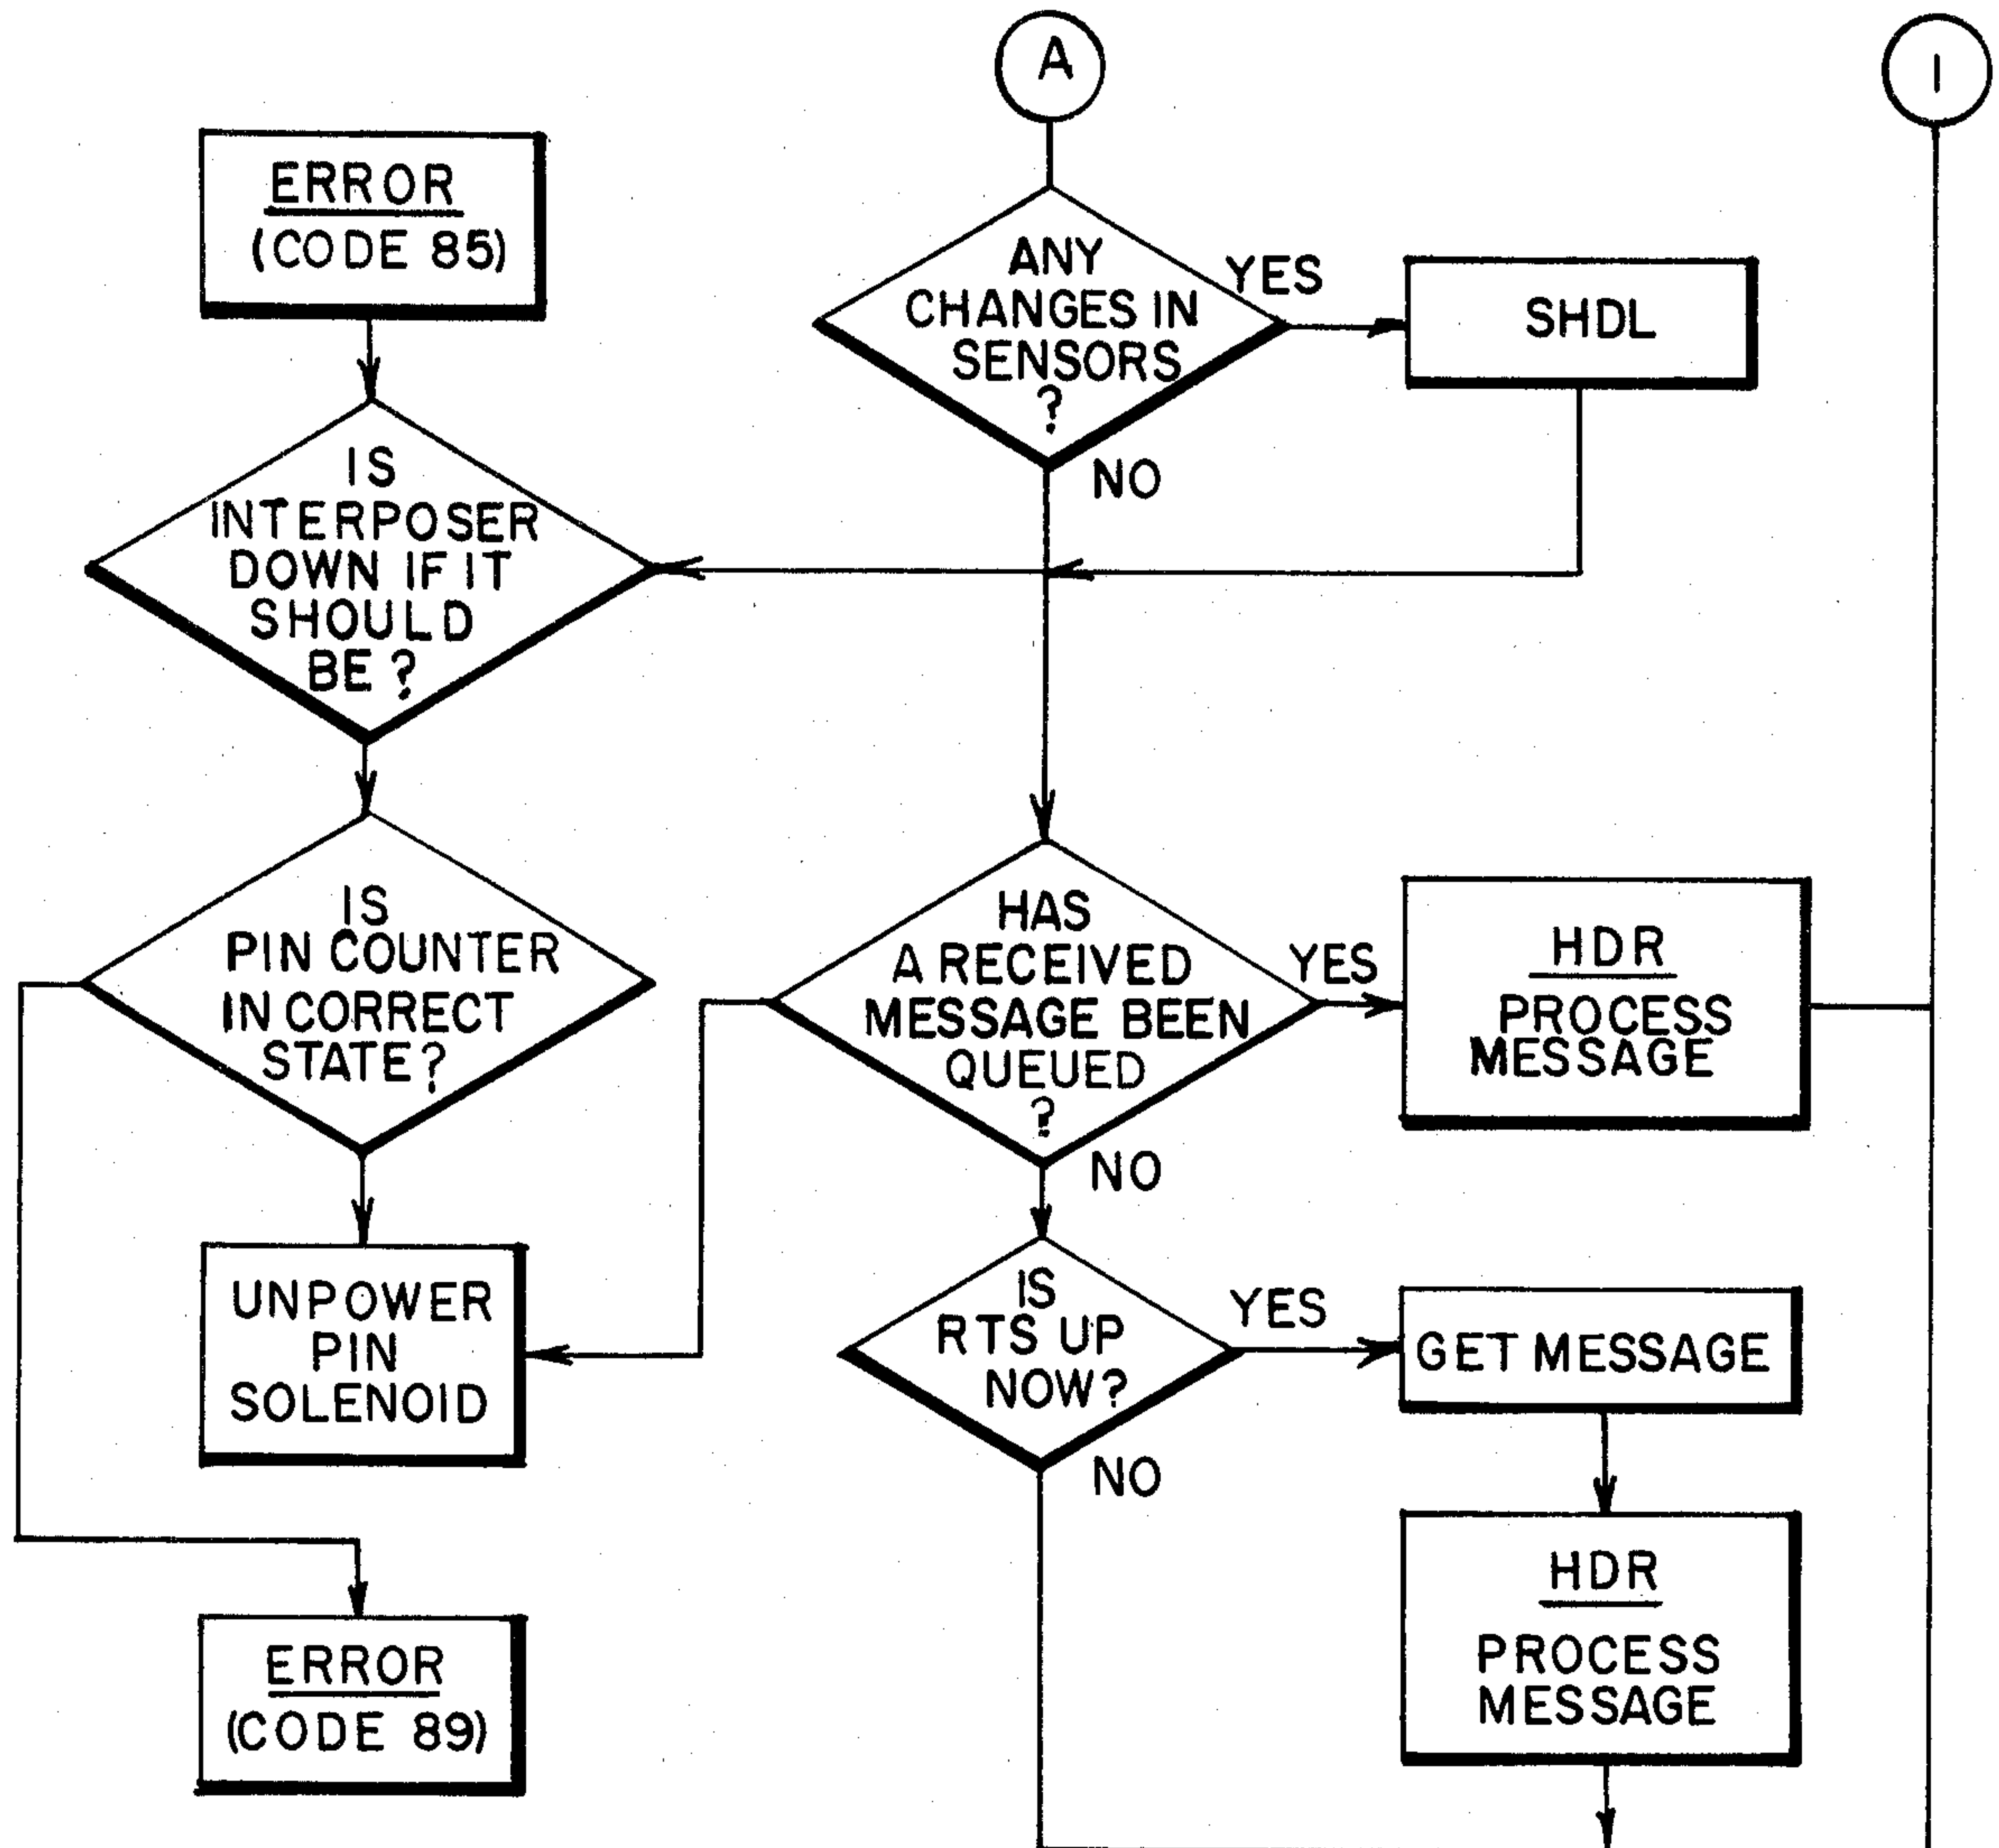 A
I
ERROR
(CODE 85)
ANY
CHANGES IN
SENSORS
?
YES
SHDL
NO
IS
INTERPOSER
DOWN IF IT
SHOULD
BE?
IS
PIN COUNTER
IN CORRECT
STATE?
HAS
A RECEIVED
MESSAGE BEEN
QUEUED
?
YES
HDR
PROCESS
MESSAGE
NO
UNPOWER
PIN
SOLENOID
IS
RTS UP
NOW?
YES
GET MESSAGE
NO
HDR
PROCESS
MESSAGE
ERROR
(CODE 89)